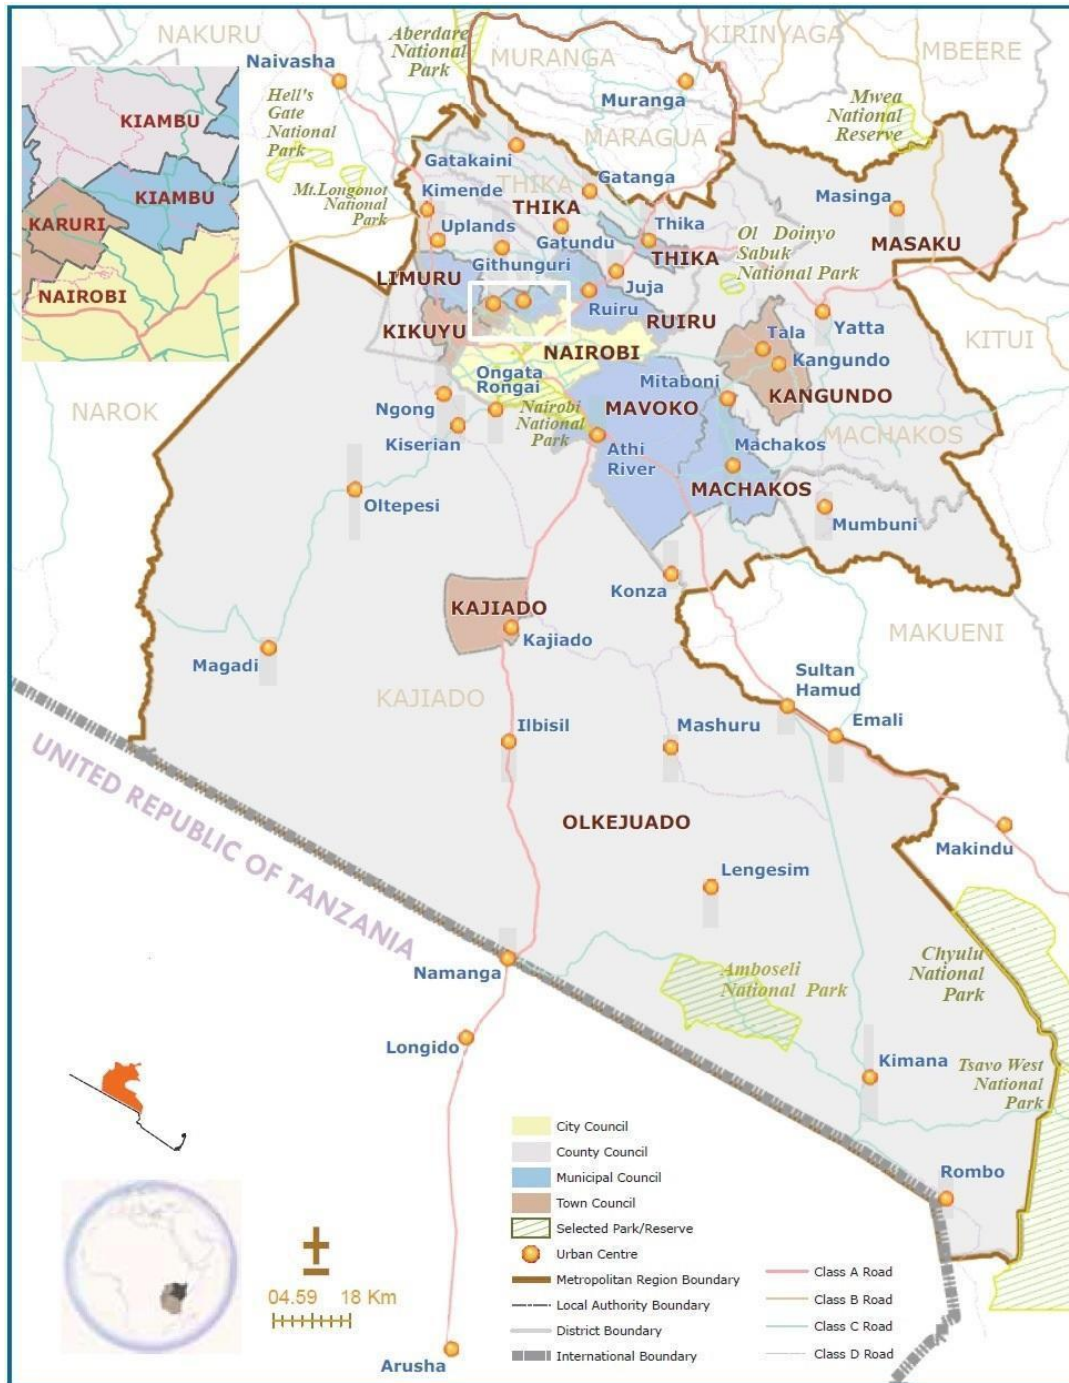 NAKURU
Aberdare
National
Park
MURANGA
KIRINYAGA
MBEERE
Naivasha
Muranga
Hell's
Gate
National
Park
Mwea
National
Reserve
MARAGUA
KIAMBU
KIAMBU
KARURI
NAIROBI
Gatakaini
THIKA
Gatanga
Mt.Longonot
National
Park
Kimende
THIKA
Masinga
Uplands
Gatundu
Thika
Ol Doinyo
Sabuk
National Park
MASAKU
Githunguri
THIKA
LIMURU
Juja
Ruiru
RUIRU
KIKUYU
Yatta
KITUI
NAIROBI
Tala
Kangundo
Ongata
Rongai
Mitaboni
KANGUNDO
NAROK
Ngong
Nairobi
National
Park
MAVOKO
MACHAKOS
Kiserian
Athi
River
Machakos
MACHAKOS
Oltepesi
Mumbuni
Konza
KAJIADO
Kajiado
MAKUENI
Magadi
Sultan
Hamud
KAJIADO
Ilbisil
Mashuru
Emali
UNITED REPUBLIC OF TANZANIA
OLKEJUADO
Makindu
Lengesim
Namanga
Amboseli
National Park
Chyulu
National
Park
Longido
Kimana
Tsavo West
National
Park
Rombo
Arusha
04.59 18 Km
City Council
County Council
Municipal Council
Town Council
Selected Park/Reserve
Urban Centre
Metropolitan Region Boundary
Local Authority Boundary
District Boundary
International Boundary
Class A Road
Class B Road
Class C Road
Class D Road